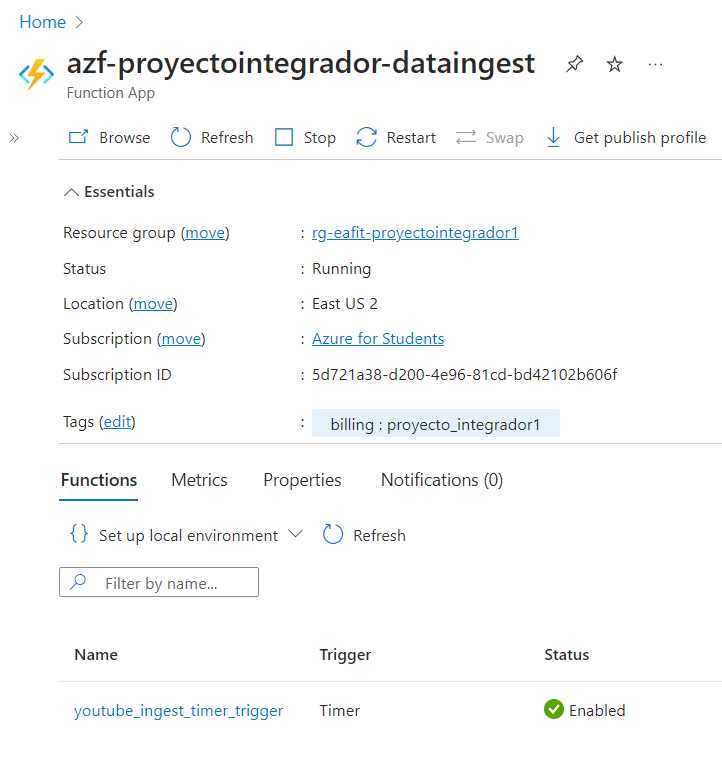 Home
azf-proyectointegrador-dataingest
Function App
Browse Refresh Stop Restart Swap Get publish profile
Essentials
Resource group (move) : rg-eafit-proyectointegrador1
Status : Running
Location (move) : East US 2
Subscription (move) : Azure for Students
Subscription ID : 5d721a38-d200-4e96-81cd-bd42102b606f
Tags (edit) : billing : proyecto_integrador1
Functions Metrics Properties Notifications (0)
{} Set up local environment Refresh
Filter by name...
Name Trigger Status
youtube_ingest_timer_trigger Timer Enabled